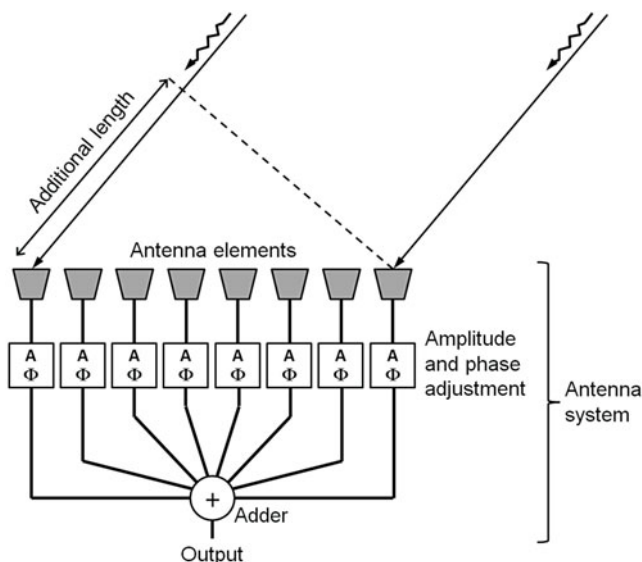 Additional length
Antenna elements
A A A A A A A A
Φ Φ Φ Φ Φ Φ Φ Φ
Amplitude
and phase
adjustment
Antenna
system
+
Adder
Output